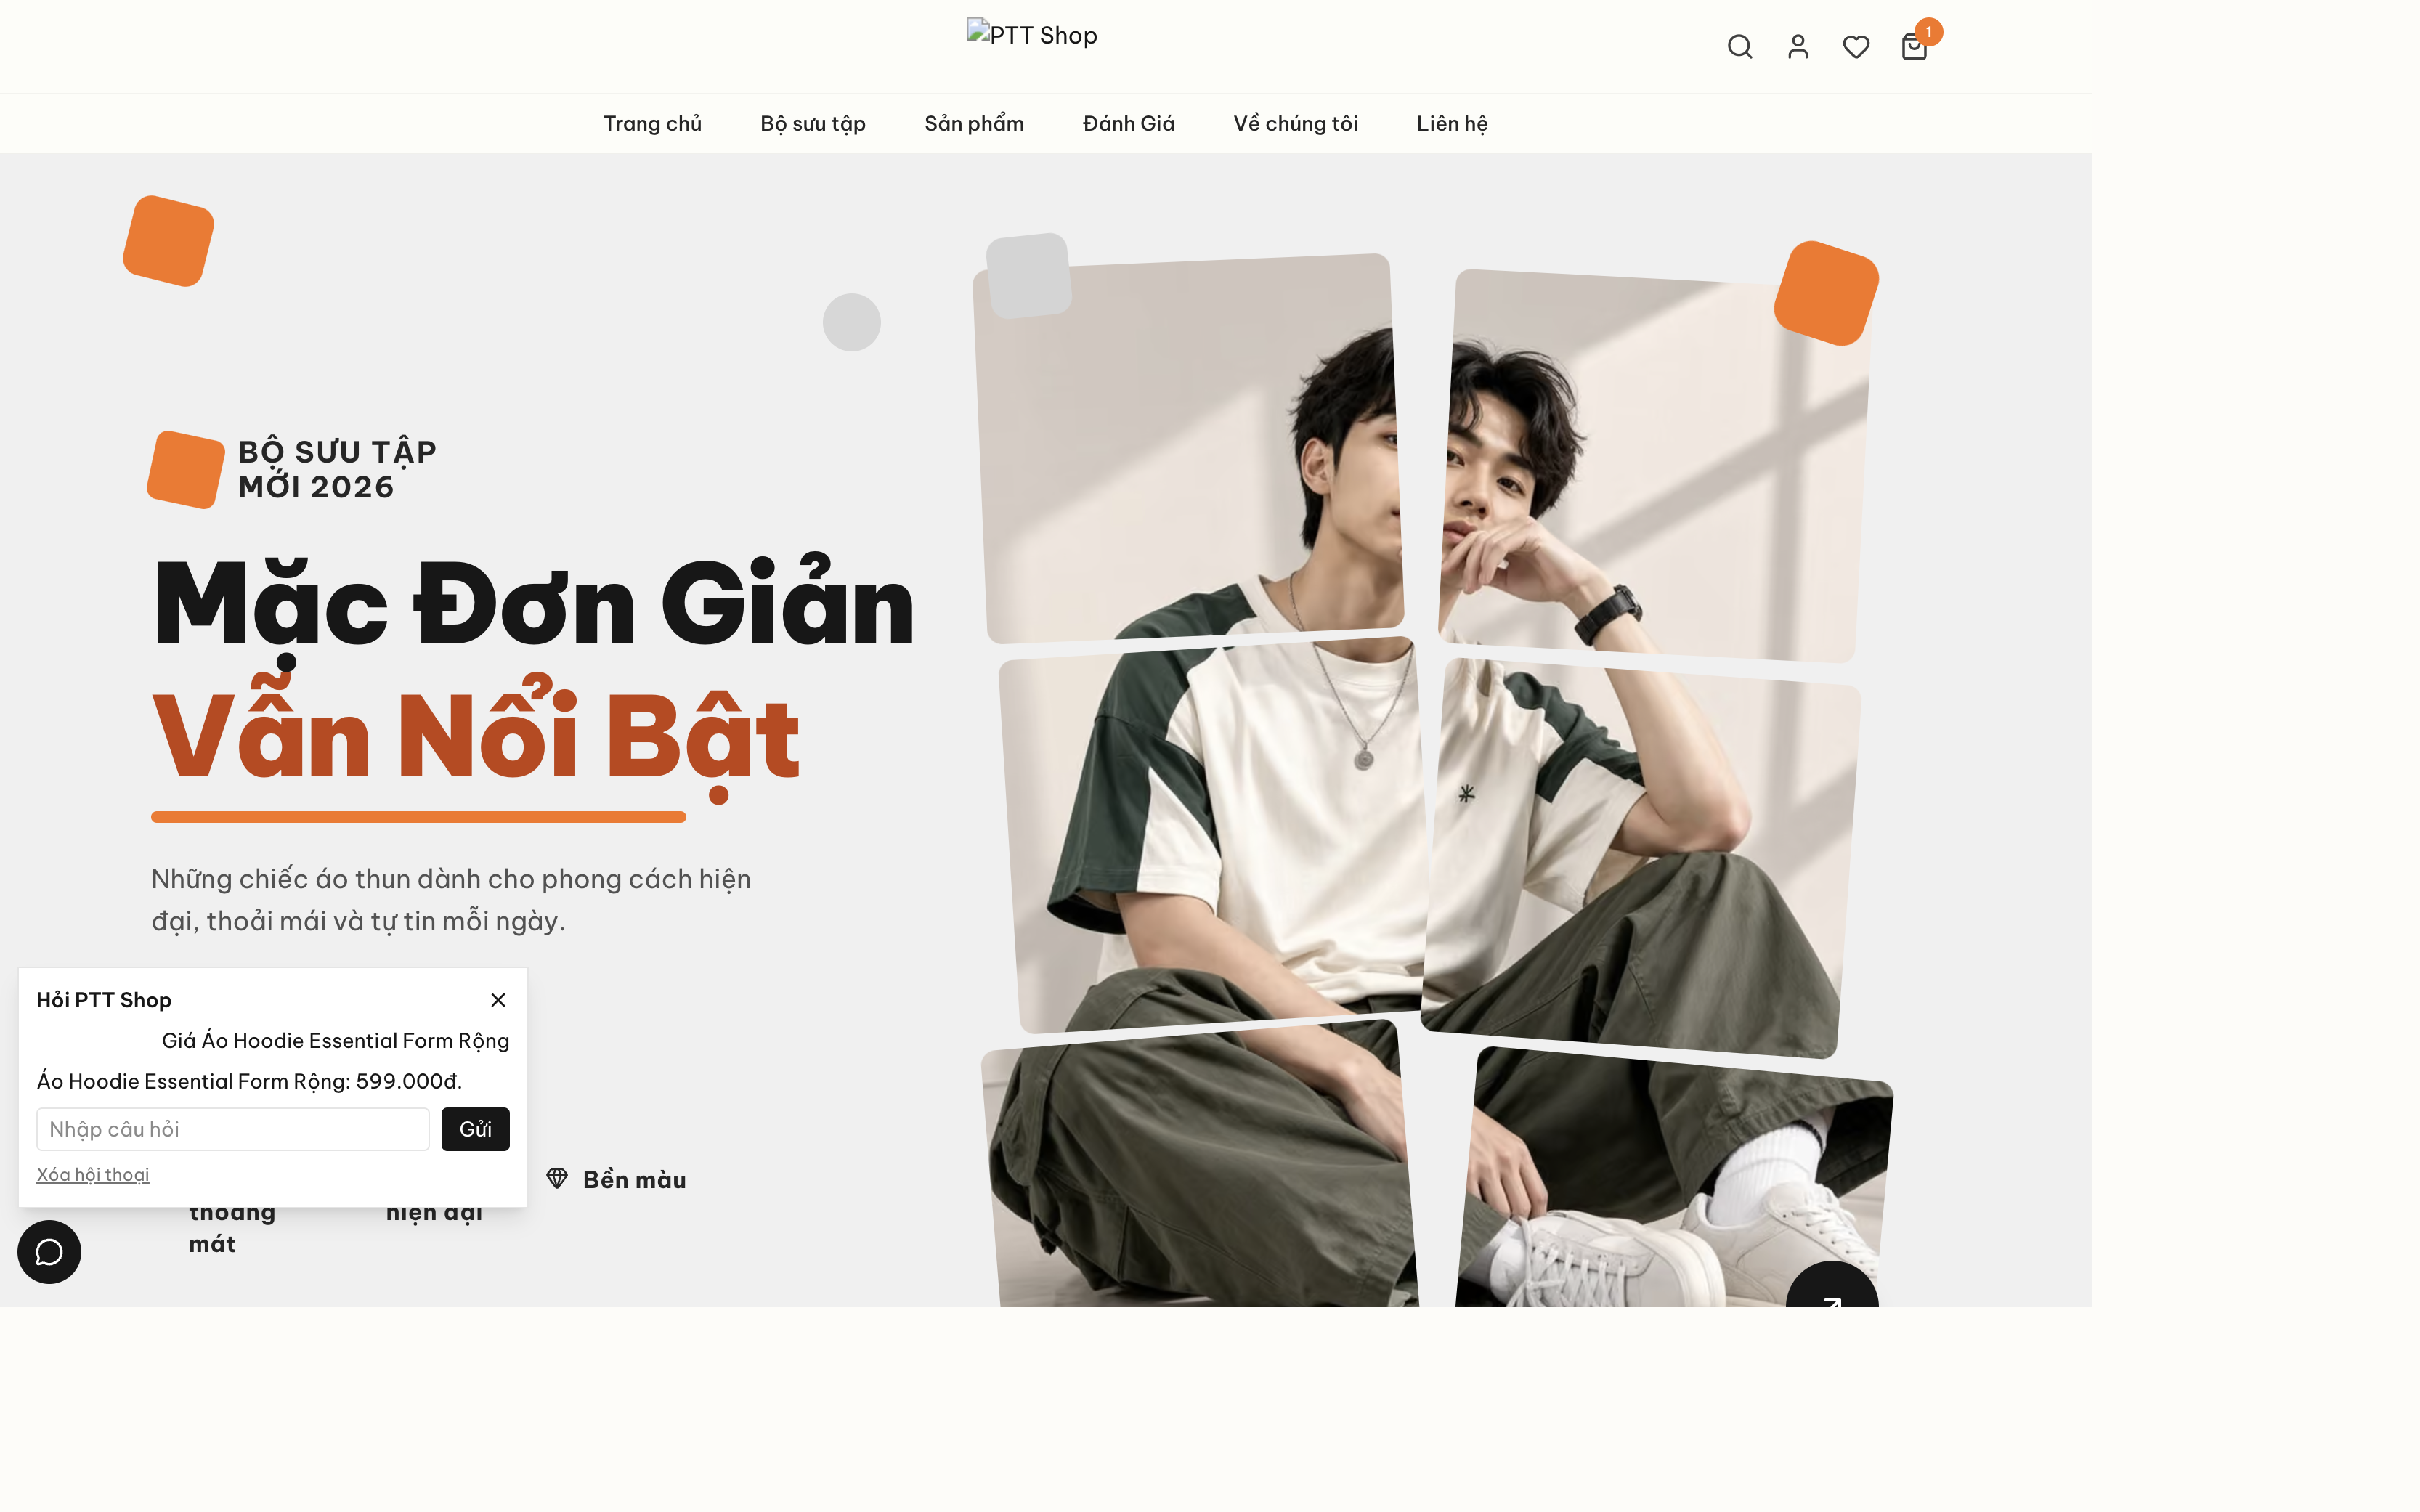 PTT Shop
1
Trang chủ
Bộ sưu tập
Sản phẩm
Đánh Giá
Về chúng tôi
Liên hệ
BỘ SƯU TẬP
MỚI 2026
Mặc Đơn Giản
Vẫn Nổi Bật
Những chiếc áo thun dành cho phong cách hiện
đại, thoải mái và tự tin mỗi ngày.
Hỏi PTT Shop
Giá Áo Hoodie Essential Form Rộng
Áo Hoodie Essential Form Rộng: 599.000đ.
Nhập câu hỏi
Gửi
Xóa hội thoại
Bền màu
thoáng
mát
hiện đại